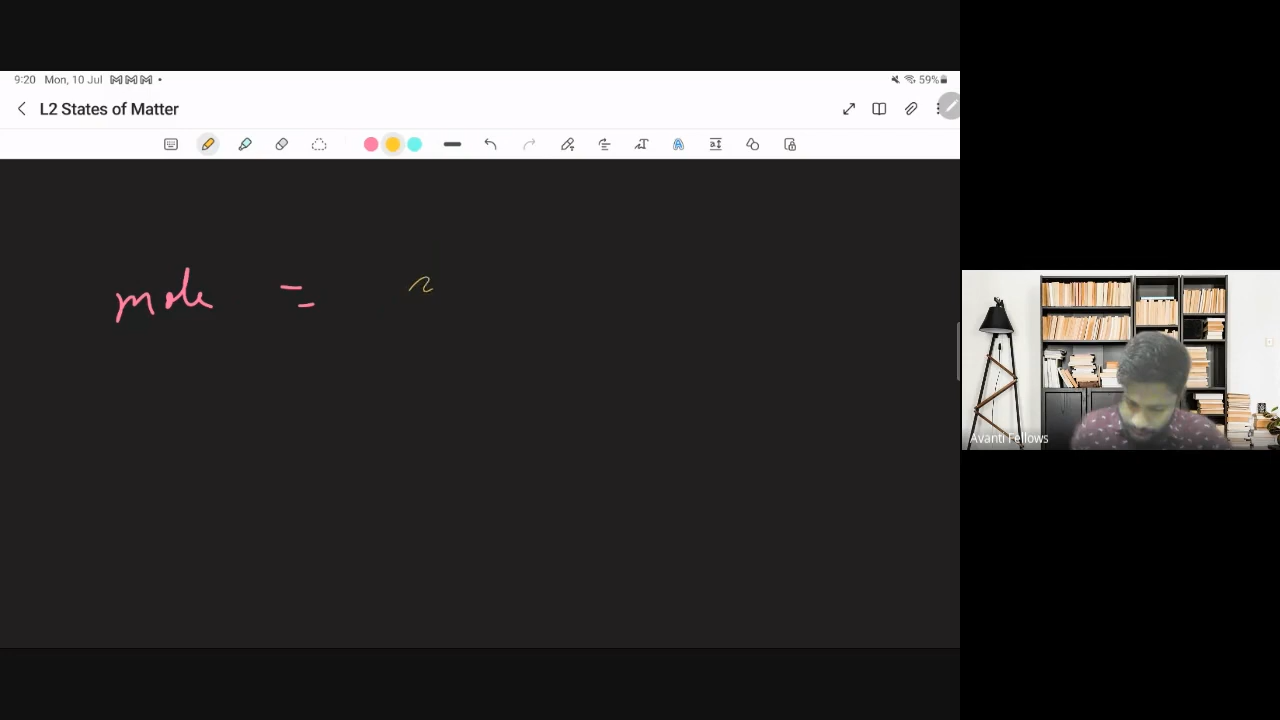 9:20 Mon, 10 Jul 59%
L2 States of Matter
mole =
Avanti Fellows